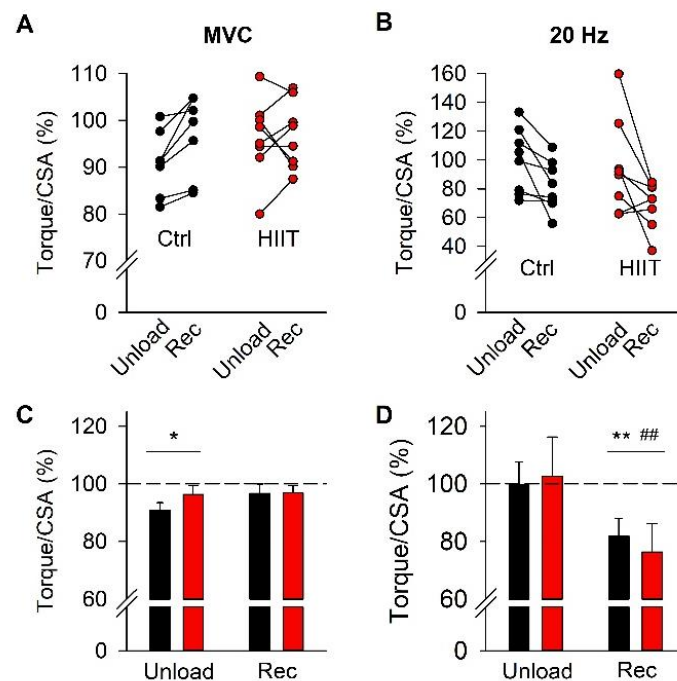 A
MVC
Torque/CSA (%)
110
100
90
80
70
0
Ctrl
HIIT
Unload
Rec
Unload
Rec
B
20 Hz
Torque/CSA (%)
160
140
120
100
80
60
40
0
Ctrl
HIIT
Unload
Rec
Unload
Rec
C
Torque/CSA (%)
120
100
80
60
0
*
Unload
Rec
D
Torque/CSA (%)
120
100
80
60
0
** ##
Unload
Rec